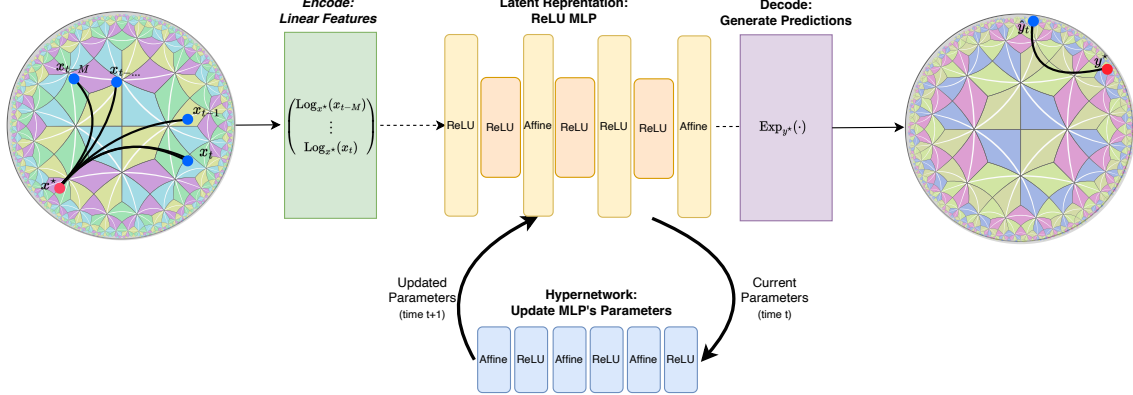 Encode:
Linear Features
Latent Reprentation:
ReLU MLP
Decode:
Generate Predictions
x_{t−M}
x_{t−...}
x_{t−1}
x_t
x^⋆
Log_{x^⋆}(x_{t−M})
⋮
Log_{x^⋆}(x_t)
ReLU
ReLU
Affine
ReLU
ReLU
ReLU
Affine
Exp_{y^⋆}(·)
ŷ_t
y^⋆
Updated
Parameters
(time t+1)
Current
Parameters
(time t)
Hypernetwork:
Update MLP's Parameters
Affine
ReLU
Affine
ReLU
Affine
ReLU